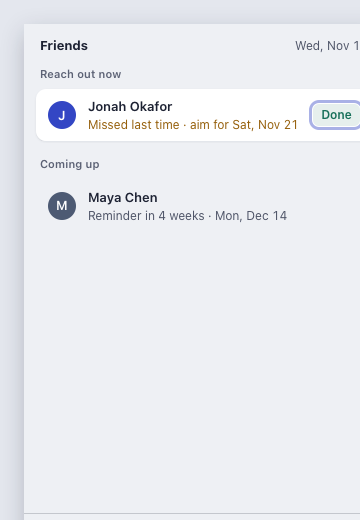 Friends
Wed, Nov 1
Reach out now
J
Jonah Okafor
Missed last time · aim for Sat, Nov 21
Done
Coming up
M
Maya Chen
Reminder in 4 weeks · Mon, Dec 14